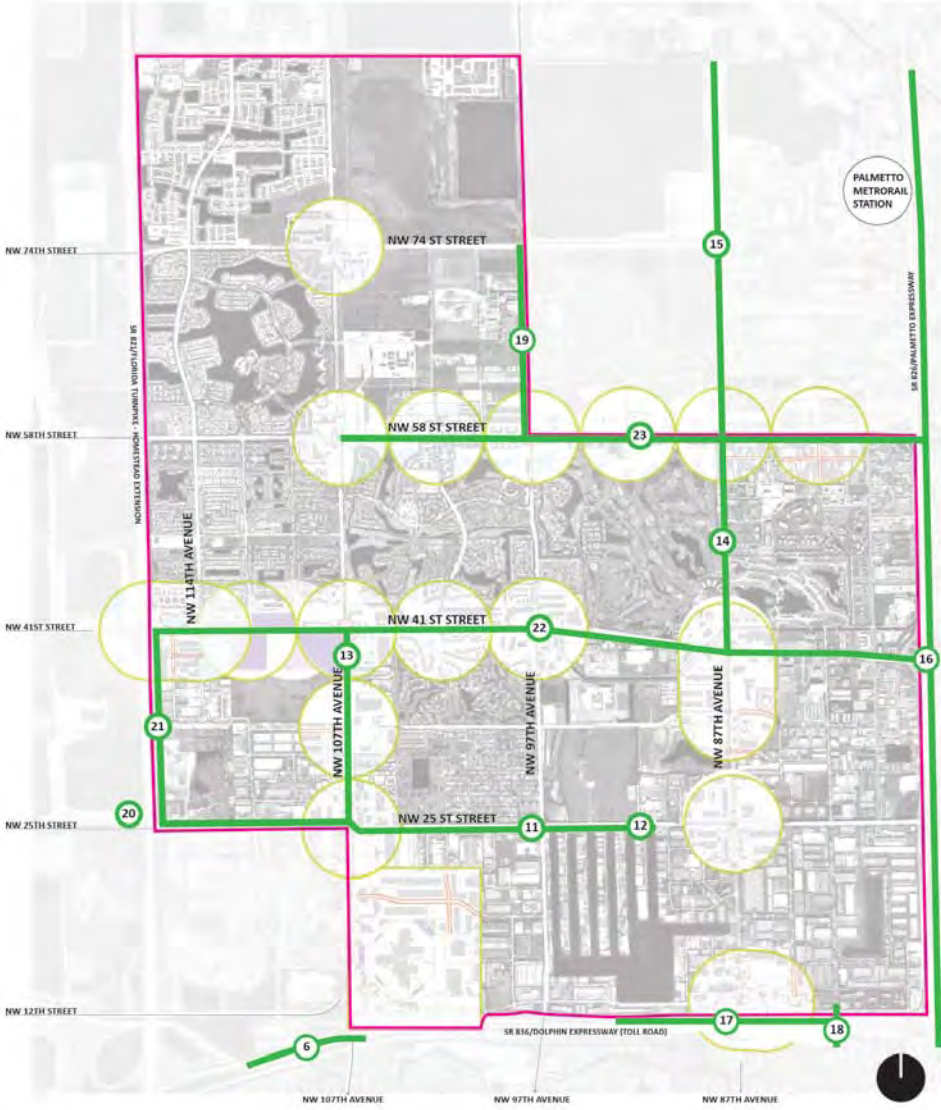 PALMETTO
METRORAIL
STATION
NW 74TH STREET
NW 74 ST STREET
15
19
SR 826/PALMETTO EXPRESSWAY
SR 821/FLORIDA TURNPIKE - HOMESTEAD EXTENSION
NW 58TH STREET
NW 58 ST STREET
23
14
NW 114TH AVENUE
NW 41ST STREET
NW 41 ST STREET
22
13
16
NW 107TH AVENUE
NW 97TH AVENUE
NW 87TH AVENUE
21
20
NW 25TH STREET
NW 25 ST STREET
11
12
NW 12TH STREET
SR 836/DOLPHIN EXPRESSWAY (TOLL ROAD)
17
18
6
NW 107TH AVENUE
NW 97TH AVENUE
NW 87TH AVENUE